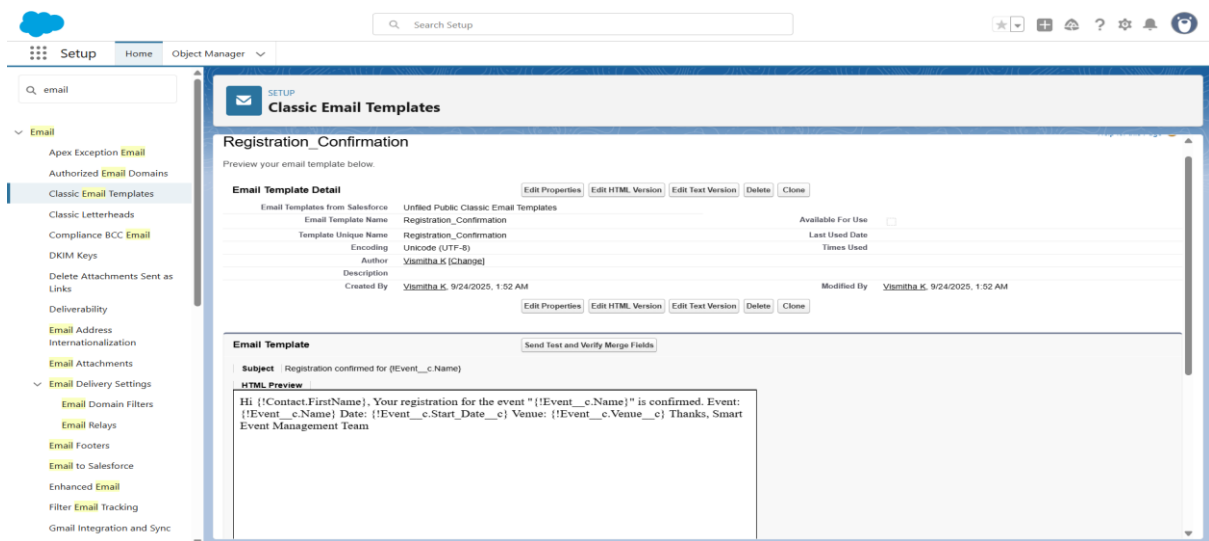 Search Setup
Setup
Home
Object Manager
email
Email
Apex Exception Email
Authorized Email Domains
Classic Email Templates
Classic Letterheads
Compliance BCC Email
DKIM Keys
Delete Attachments Sent as
Links
Deliverability
Email Address
Internationalization
Email Attachments
Email Delivery Settings
Email Domain Filters
Email Relays
Email Footers
Email to Salesforce
Enhanced Email
Filter Email Tracking
Gmail Integration and Sync
SETUP
Classic Email Templates
Registration_Confirmation
Preview your email template below.
Email Template Detail
Edit Properties Edit HTML Version Edit Text Version Delete Clone
Email Templates from Salesforce Unfiled Public Classic Email Templates
Email Template Name Registration_Confirmation Available For Use
Template Unique Name Registration_Confirmation Last Used Date
Encoding Unicode (UTF-8) Times Used
Author Vismitha K [Change]
Description
Created By Vismitha K, 9/24/2025, 1:52 AM Modified By Vismitha K, 9/24/2025, 1:52 AM
Edit Properties Edit HTML Version Edit Text Version Delete Clone
Email Template Send Test and Verify Merge Fields
Subject Registration confirmed for {!Event__c.Name}
HTML Preview
Hi {!Contact.FirstName}, Your registration for the event "{!Event__c.Name}" is confirmed. Event:
{!Event__c.Name} Date: {!Event__c.Start_Date__c} Venue: {!Event__c.Venue__c} Thanks, Smart
Event Management Team